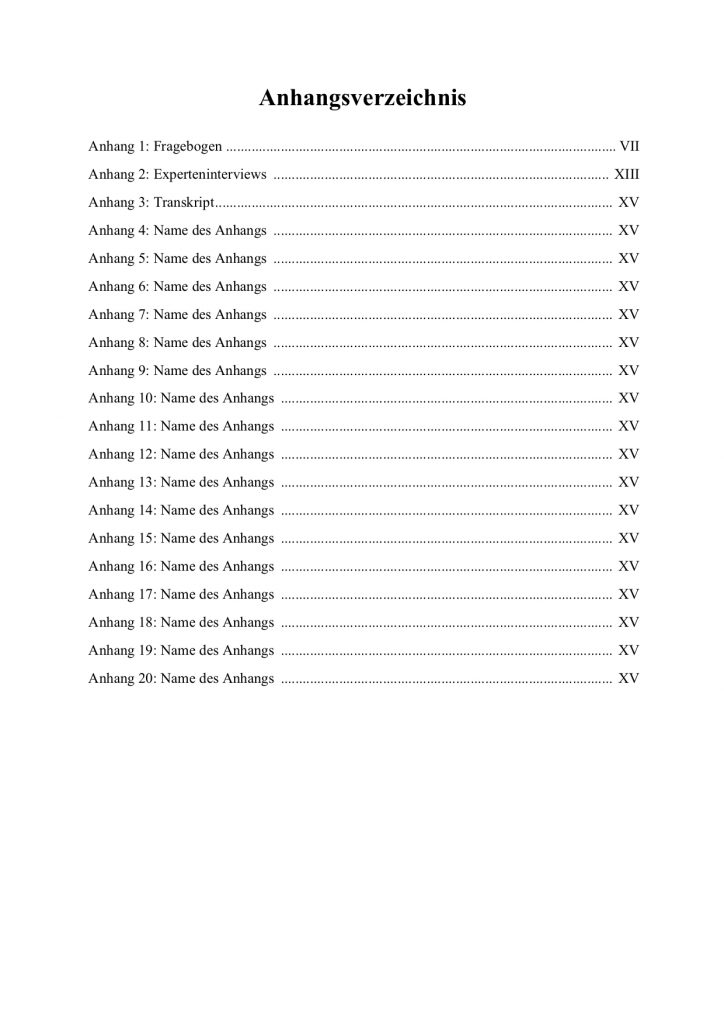 Anhangsverzeichnis
Anhang 1: Fragebogen ........................................................................................................... VII
Anhang 2: Experteninterviews ............................................................................................ XIII
Anhang 3: Transkript............................................................................................................. XV
Anhang 4: Name des Anhangs ............................................................................................. XV
Anhang 5: Name des Anhangs ............................................................................................. XV
Anhang 6: Name des Anhangs ............................................................................................. XV
Anhang 7: Name des Anhangs ............................................................................................. XV
Anhang 8: Name des Anhangs ............................................................................................. XV
Anhang 9: Name des Anhangs ............................................................................................. XV
Anhang 10: Name des Anhangs ........................................................................................... XV
Anhang 11: Name des Anhangs ........................................................................................... XV
Anhang 12: Name des Anhangs ........................................................................................... XV
Anhang 13: Name des Anhangs ........................................................................................... XV
Anhang 14: Name des Anhangs ........................................................................................... XV
Anhang 15: Name des Anhangs ........................................................................................... XV
Anhang 16: Name des Anhangs ........................................................................................... XV
Anhang 17: Name des Anhangs ........................................................................................... XV
Anhang 18: Name des Anhangs ........................................................................................... XV
Anhang 19: Name des Anhangs ........................................................................................... XV
Anhang 20: Name des Anhangs ........................................................................................... XV